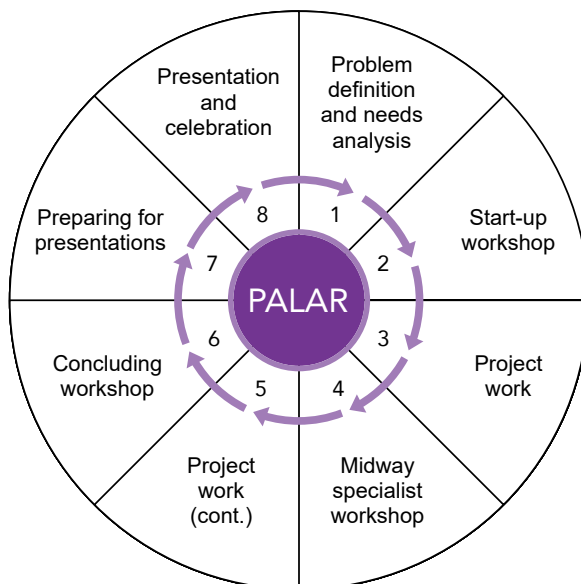 Problem
definition
and needs
analysis
1
Start-up
workshop
2
Project
work
3
Midway
specialist
workshop
4
Project
work
(cont.)
5
Concluding
workshop
6
Preparing for
presentations
7
Presentation
and
celebration
8
PALAR